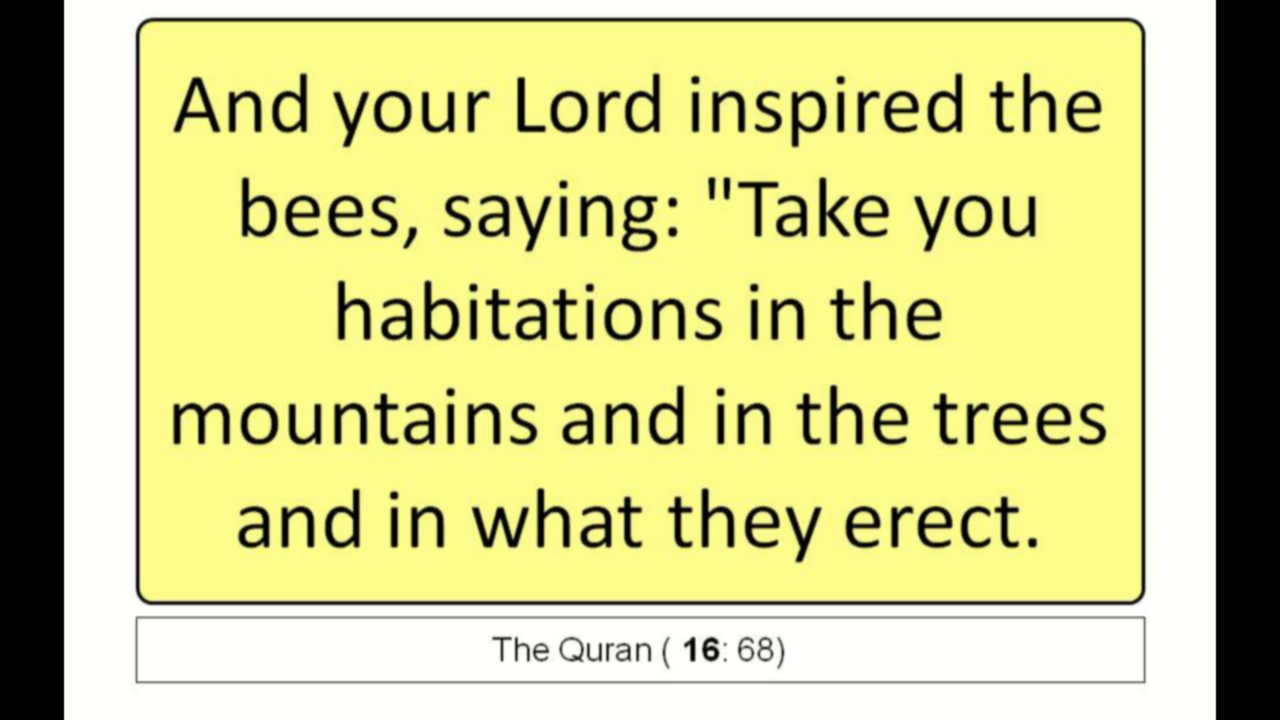 And your Lord inspired the
bees, saying: "Take you
habitations in the
mountains and in the trees
and in what they erect.
The Quran ( 16: 68)